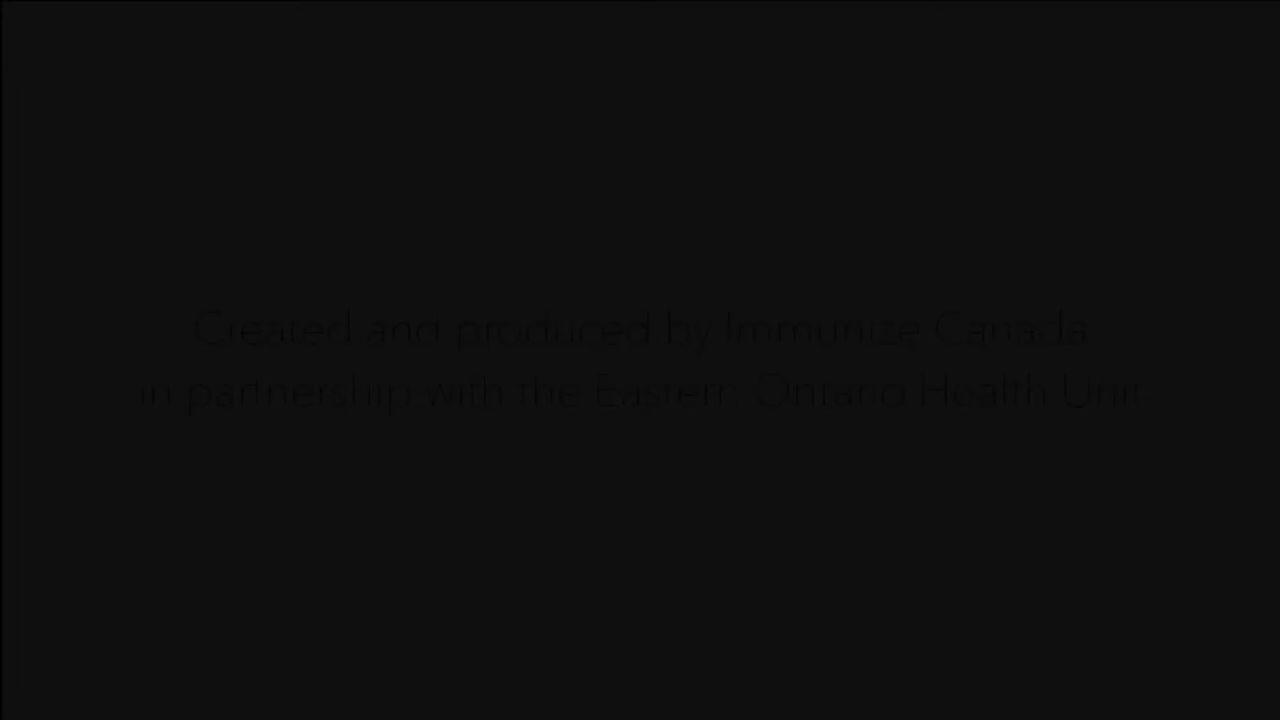 Created and produced by Immunize Canada
in partnership with the Eastern Ontario Health Unit